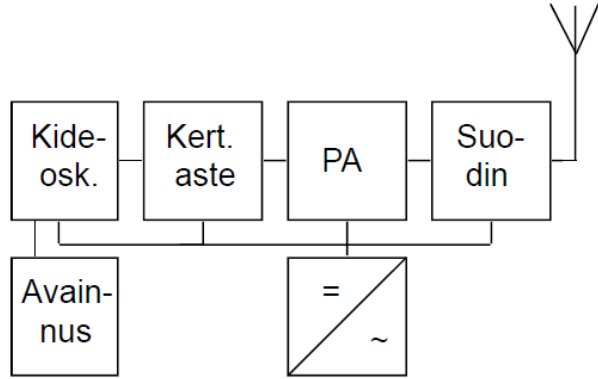 Kide-
osk.
Kert.
aste
PA
Suo-
din
Avain-
nus
=
~